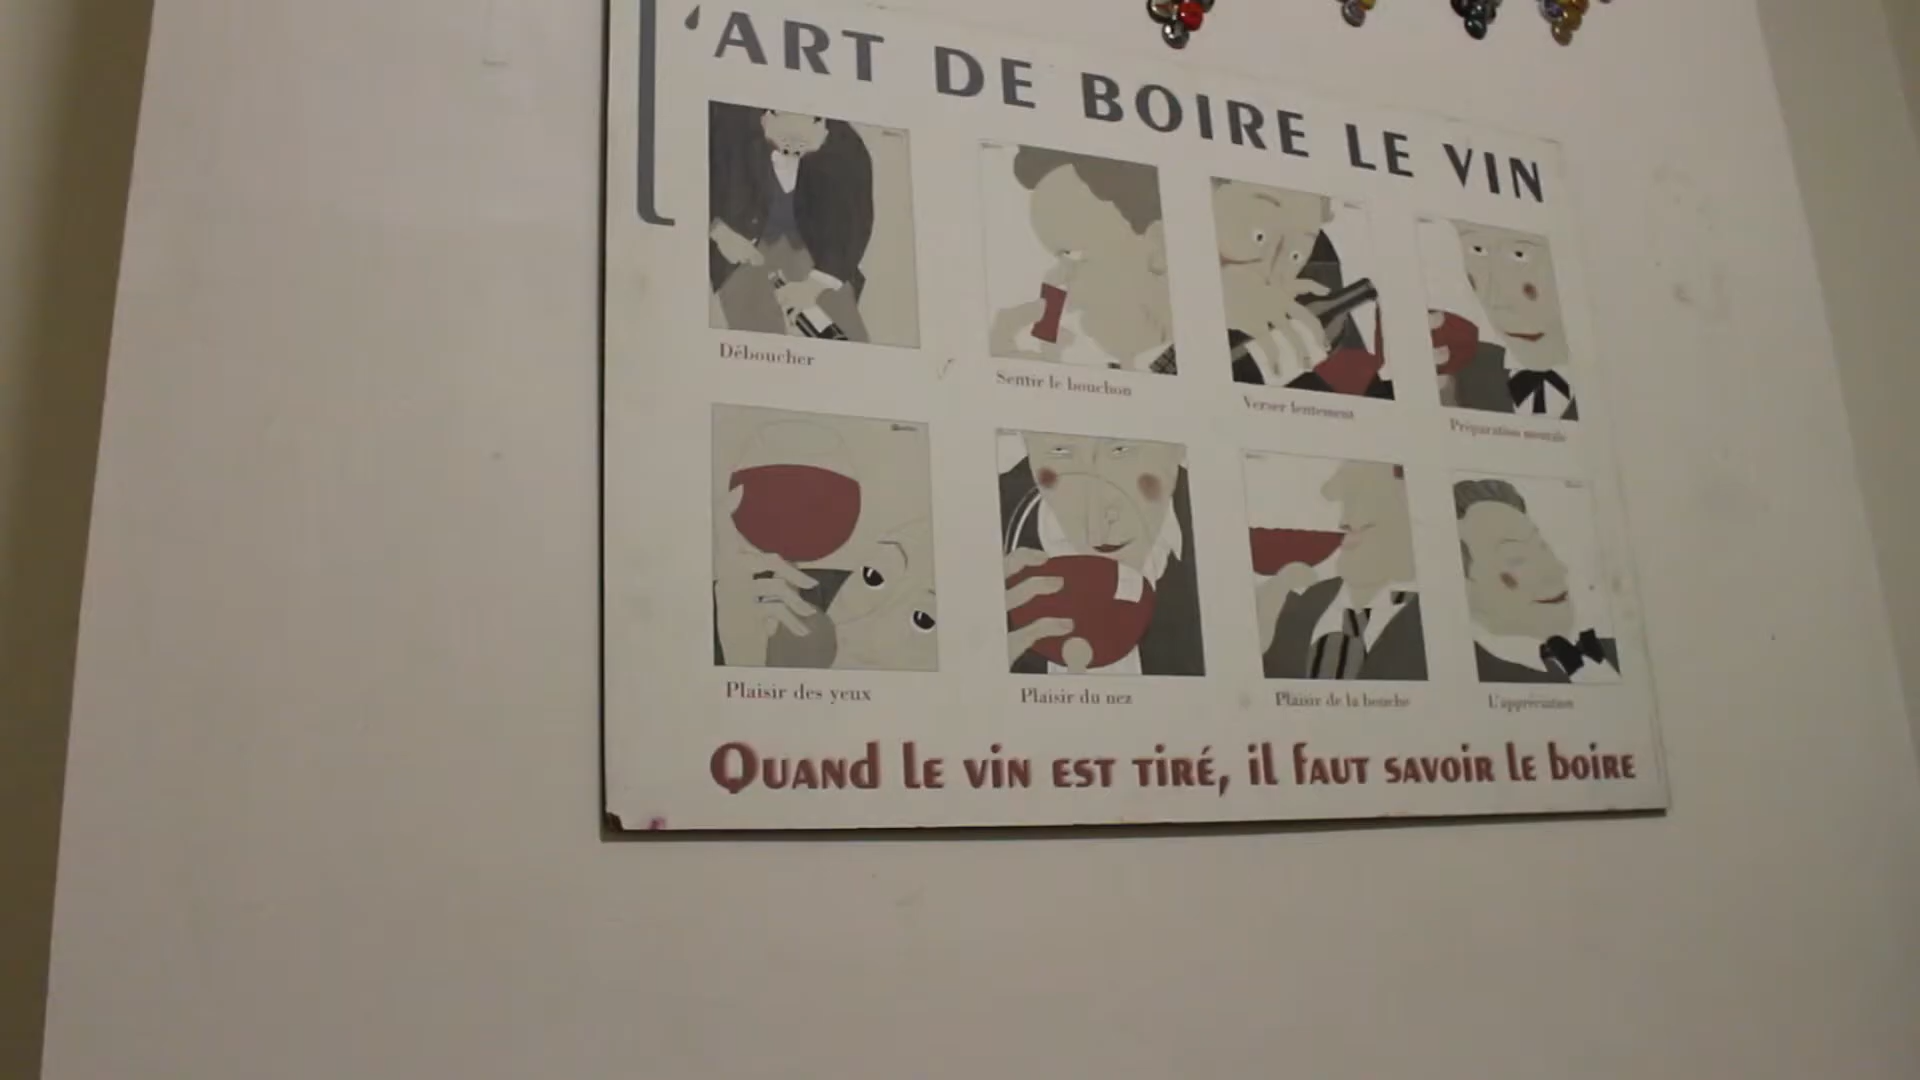 L'ART DE BOIRE LE VIN
Déboucher
Sentir le bouchon
Verser lentement
Préparation morale
Plaisir des yeux
Plaisir du nez
Plaisir de la bouche
L'appréciation
Quand le vin est tiré, il faut savoir le boire